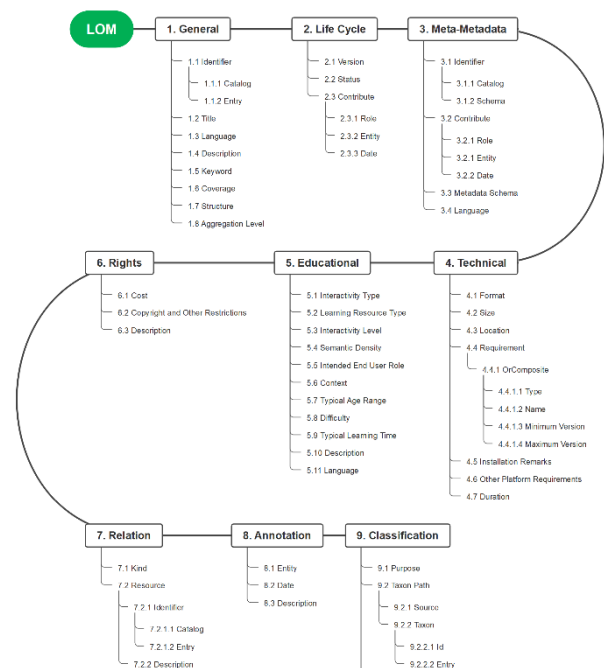 LOM
1. General
2. Life Cycle
3. Meta-Metadata
1.1 Identifier
1.1.1 Catalog
1.1.2 Entry
1.2 Title
1.3 Language
1.4 Description
1.5 Keyword
1.6 Coverage
1.7 Structure
1.8 Aggregation Level
2.1 Version
2.2 Status
2.3 Contribute
2.3.1 Role
2.3.2 Entity
2.3.3 Date
3.1 Identifier
3.1.1 Catalog
3.1.2 Schema
3.2 Contribute
3.2.1 Role
3.2.1 Entity
3.2.2 Date
3.3 Metadata Schema
3.4 Language
6. Rights
5. Educational
4. Technical
6.1 Cost
6.2 Copyright and Other Restrictions
6.3 Description
5.1 Interactivity Type
5.2 Learning Resource Type
5.3 Interactivity Level
5.4 Semantic Density
5.5 Intended End User Role
5.6 Context
5.7 Typical Age Range
5.8 Difficulty
5.9 Typical Learning Time
5.10 Description
5.11 Language
4.1 Format
4.2 Size
4.3 Location
4.4 Requirement
4.4.1 OrComposite
4.4.1.1 Type
4.4.1.2 Name
4.4.1.3 Minimum Version
4.4.1.4 Maximum Version
4.5 Installation Remarks
4.6 Other Platform Requirements
4.7 Duration
7. Relation
8. Annotation
9. Classification
7.1 Kind
7.2 Resource
7.2.1 Identifier
7.2.1.1 Catalog
7.2.1.2 Entry
7.2.2 Description
8.1 Entity
8.2 Date
8.3 Description
9.1 Purpose
9.2 Taxon Path
9.2.1 Source
9.2.2 Taxon
9.2.2.1 Id
9.2.2.2 Entry